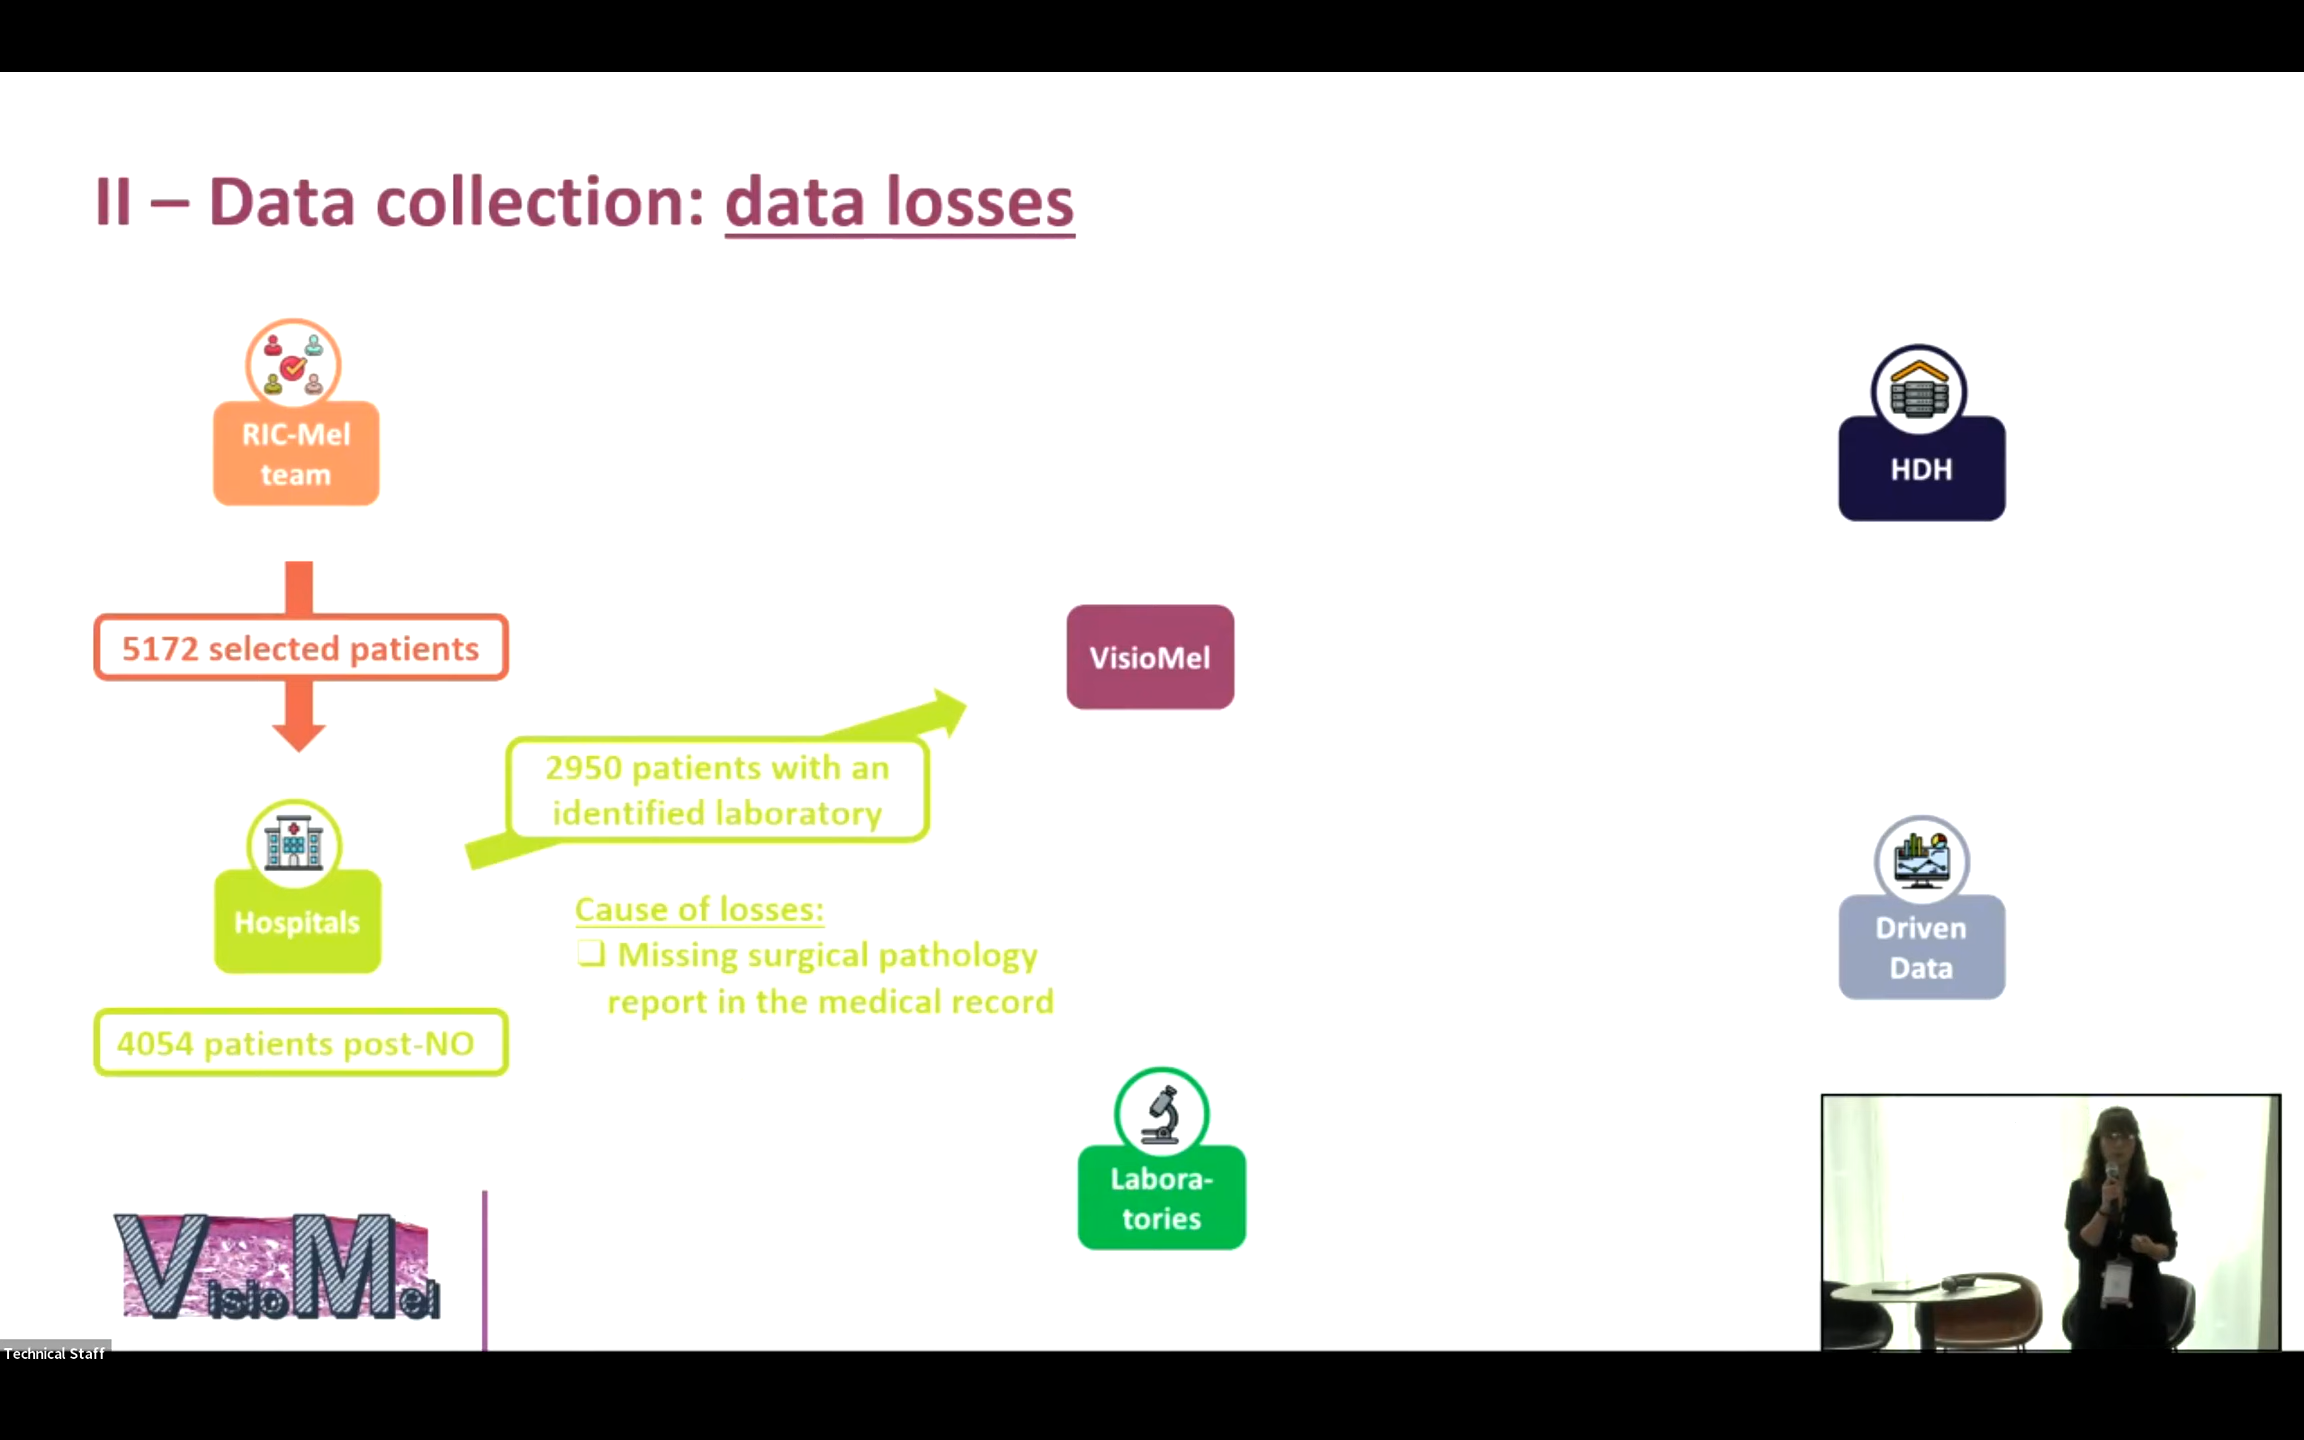 II – Data collection: data losses
RIC-Mel
team
HDH
5172 selected patients
VisioMel
2950 patients with an
identified laboratory
Hospitals
Cause of losses:
❑ Missing surgical pathology
report in the medical record
Driven
Data
4054 patients post-NO
Labora-
tories
VisioMel
Technical Staff